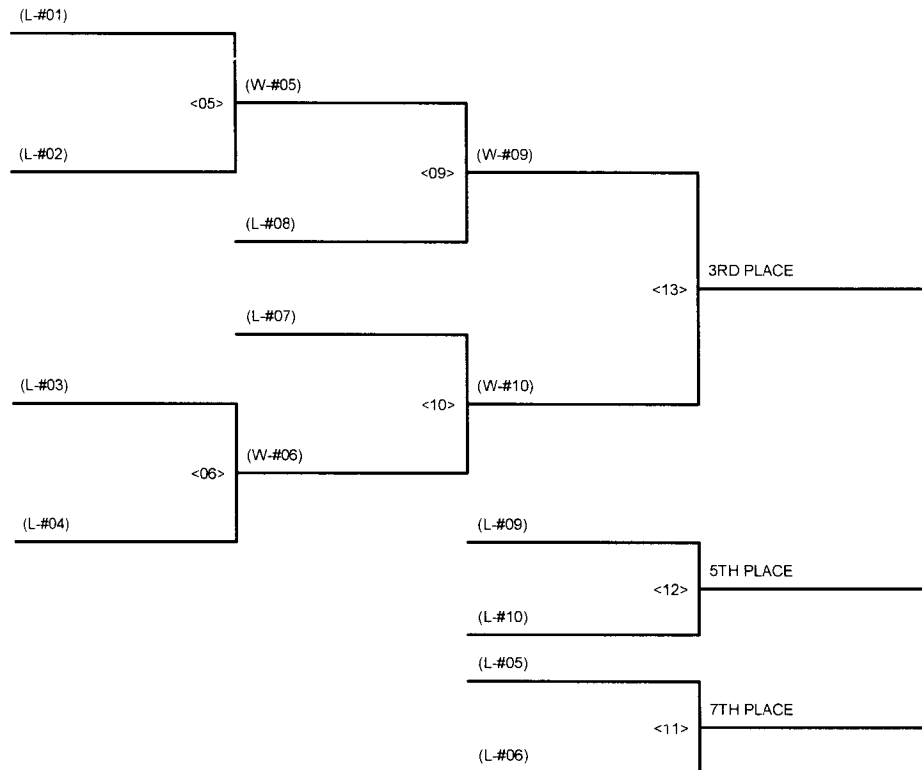 (L-#01)
(W-#05)
<05>
(L-#02)
(W-#09)
<09>
(L-#08)
3RD PLACE
<13>
(L-#07)
(L-#03)
(W-#10)
<10>
(W-#06)
<06>
(L-#04)
(L-#09)
5TH PLACE
<12>
(L-#10)
(L-#05)
7TH PLACE
<11>
(L-#06)